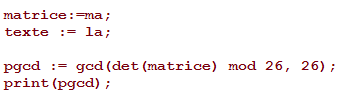 matrice:=ma;
texte := la;
pgcd := gcd(det(matrice) mod 26, 26);
print(pgcd);